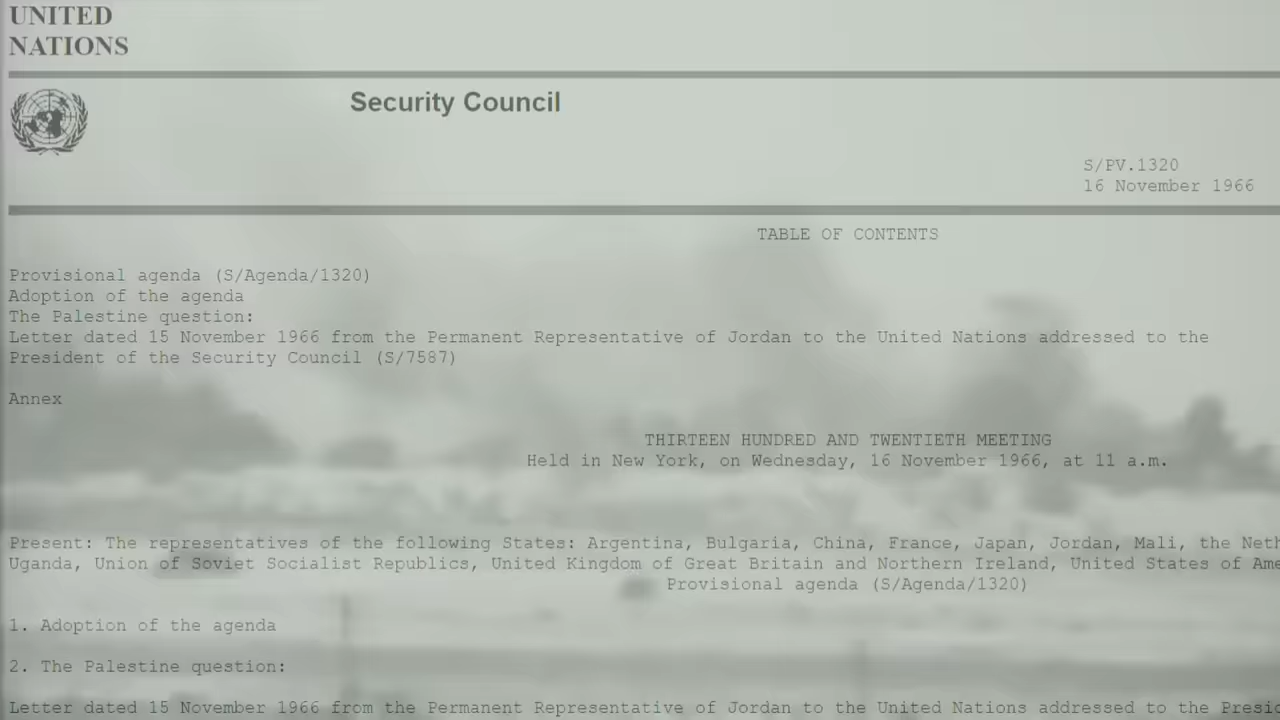 UNITED
NATIONS
Security Council
S/PV.1320
16 November 1966
TABLE OF CONTENTS
Provisional agenda (S/Agenda/1320)
Adoption of the agenda
The Palestine question:
Letter dated 15 November 1966 from the Permanent Representative of Jordan to the United Nations addressed to the
President of the Security Council (S/7587)
Annex
THIRTEEN HUNDRED AND TWENTIETH MEETING
Held in New York, on Wednesday, 16 November 1966, at 11 a.m.
Present: The representatives of the following States: Argentina, Bulgaria, China, France, Japan, Jordan, Mali, the Neth
Uganda, Union of Soviet Socialist Republics, United Kingdom of Great Britain and Northern Ireland, United States of Ame
Provisional agenda (S/Agenda/1320)
1. Adoption of the agenda
2. The Palestine question:
Letter dated 15 November 1966 from the Permanent Representative of Jordan to the United Nations addressed to the Presid